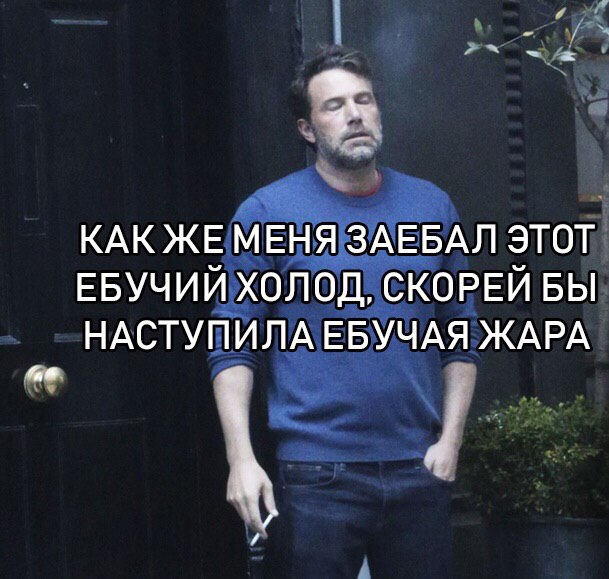 КАК ЖЕ МЕНЯ ЗАЕБАЛ ЭТОТ
ЕБУЧИЙ ХОЛОД, СКОРЕЙ БЫ
НАСТУПИЛА ЕБУЧАЯ ЖАРА